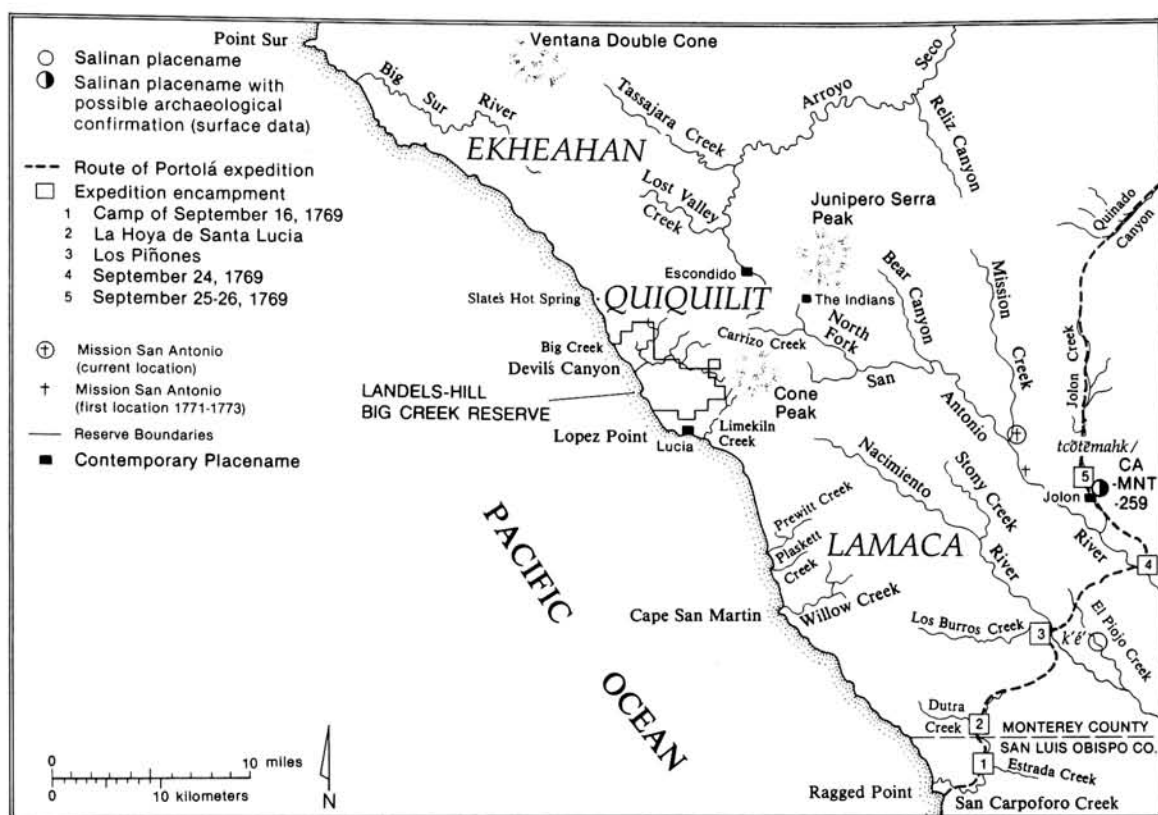 Point Sur
Ventana Double Cone
Salinan placename
Salinan placename with
possible archaeological
confirmation (surface data)
Route of Portolá expedition
Expedition encampment
1 Camp of September 16, 1769
2 La Hoya de Santa Lucia
3 Los Piñones
4 September 24, 1769
5 September 25-26, 1769
Mission San Antonio
(current location)
Mission San Antonio
(first location 1771-1773)
Reserve Boundaries
Contemporary Placename
Big Sur River
EKHEAHAN
Tassajara Creek
Arroyo Seco
Reliz Canyon
Lost Valley
Creek
Junipero Serra
Peak
Quinado
Canyon
Escondido
Bear Canyon
Mission Creek
Slate's Hot Spring
QUIQUILIT
The Indians
North
Fork
Carrizo Creek
Big Creek
Devil's Canyon
Jolon Creek
LANDELS-HILL
BIG CREEK RESERVE
San Antonio River
Cone
Peak
Lopez Point
Lucia
Limekiln
Creek
Nacimiento River
Stony Creek
tcŏtĕmahk/
5
CA
-MNT
-259
Jolon
Prewitt Creek
Plaskett
Creek
LAMACA
4
PACIFIC
OCEAN
Willow Creek
Cape San Martin
Los Burros Creek
3
k'é'
El Piojo Creek
Dutra
Creek
2
MONTEREY COUNTY
SAN LUIS OBISPO CO.
1
Estrada Creek
Ragged Point
San Carpoforo Creek
0 10 miles
0 10 kilometers
N